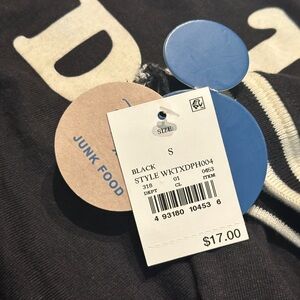 D
JUNK FOOD
SIZE
S
BLACK
STYLE WKTXDPH004
318 01 0453
DEPT CL ITEM
4 93180 10453 6
$17.00